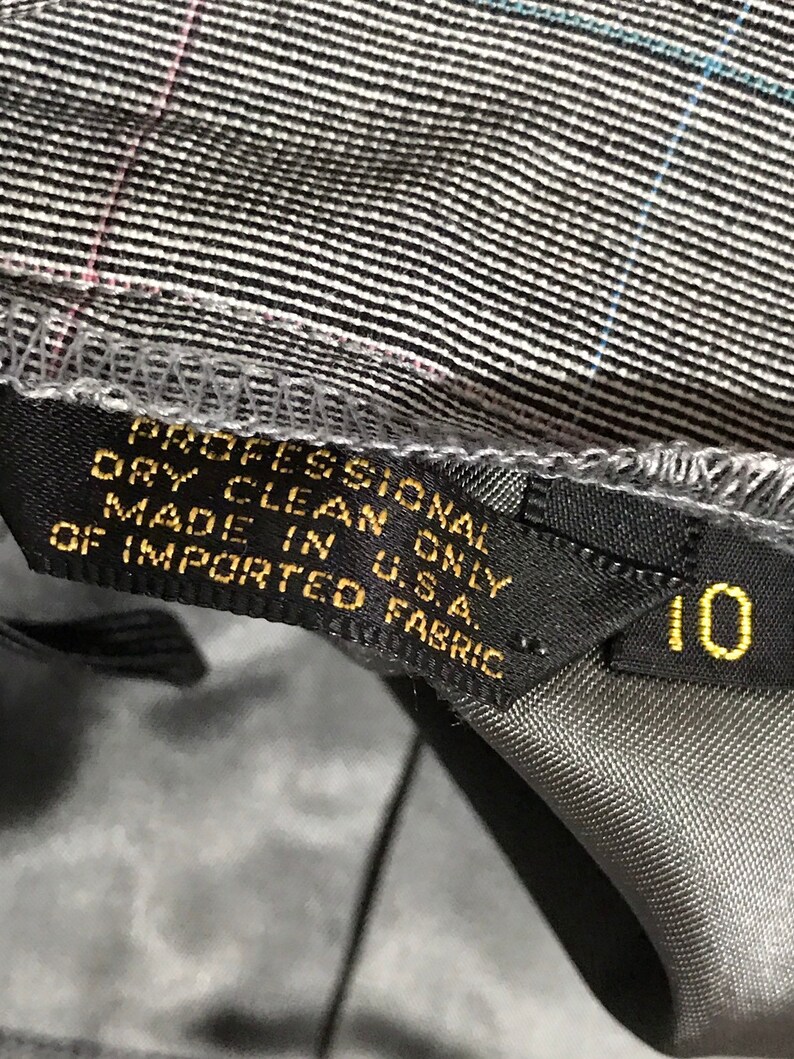 PROFESSIONAL
DRY CLEAN ONLY
MADE IN U.S.A.
OF IMPORTED FABRIC
10